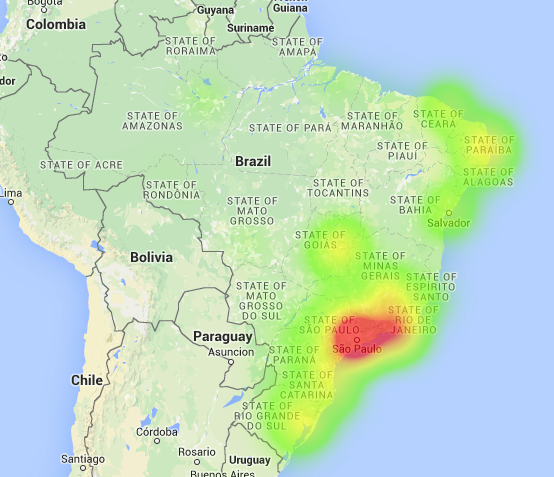 Bogota
Colombia
Guyana
French
Guiana
Suriname
STATE OF
RORAIMA
STATE OF
AMAPÁ
STATE OF
AMAZONAS
STATE OF PARÁ
STATE OF
MARANHÃO
STATE OF
CEARÁ
STATE OF
PARAÍBA
STATE OF
PIAUÍ
STATE OF ACRE
Brazil
STATE OF
ALAGOAS
STATE OF
RONDÔNIA
STATE OF
TOCANTINS
Lima
STATE OF
MATO
GROSSO
STATE OF
BAHIA
Salvador
STATE OF
GOIÁS
Bolivia
STATE OF
MINAS
GERAIS
STATE OF
ESPIRITO
SANTO
STATE OF
MATO
GROSSO
DO SUL
STATE OF
SÃO PAULO
STATE OF
RIO DE
JANEIRO
São Paulo
Paraguay
Asuncion
STATE OF
PARANÁ
Chile
STATE OF
SANTA
CATARINA
STATE OF
RIO GRANDE
DO SUL
Córdoba
Rosario
Santiago
Uruguay
Buenos Aires